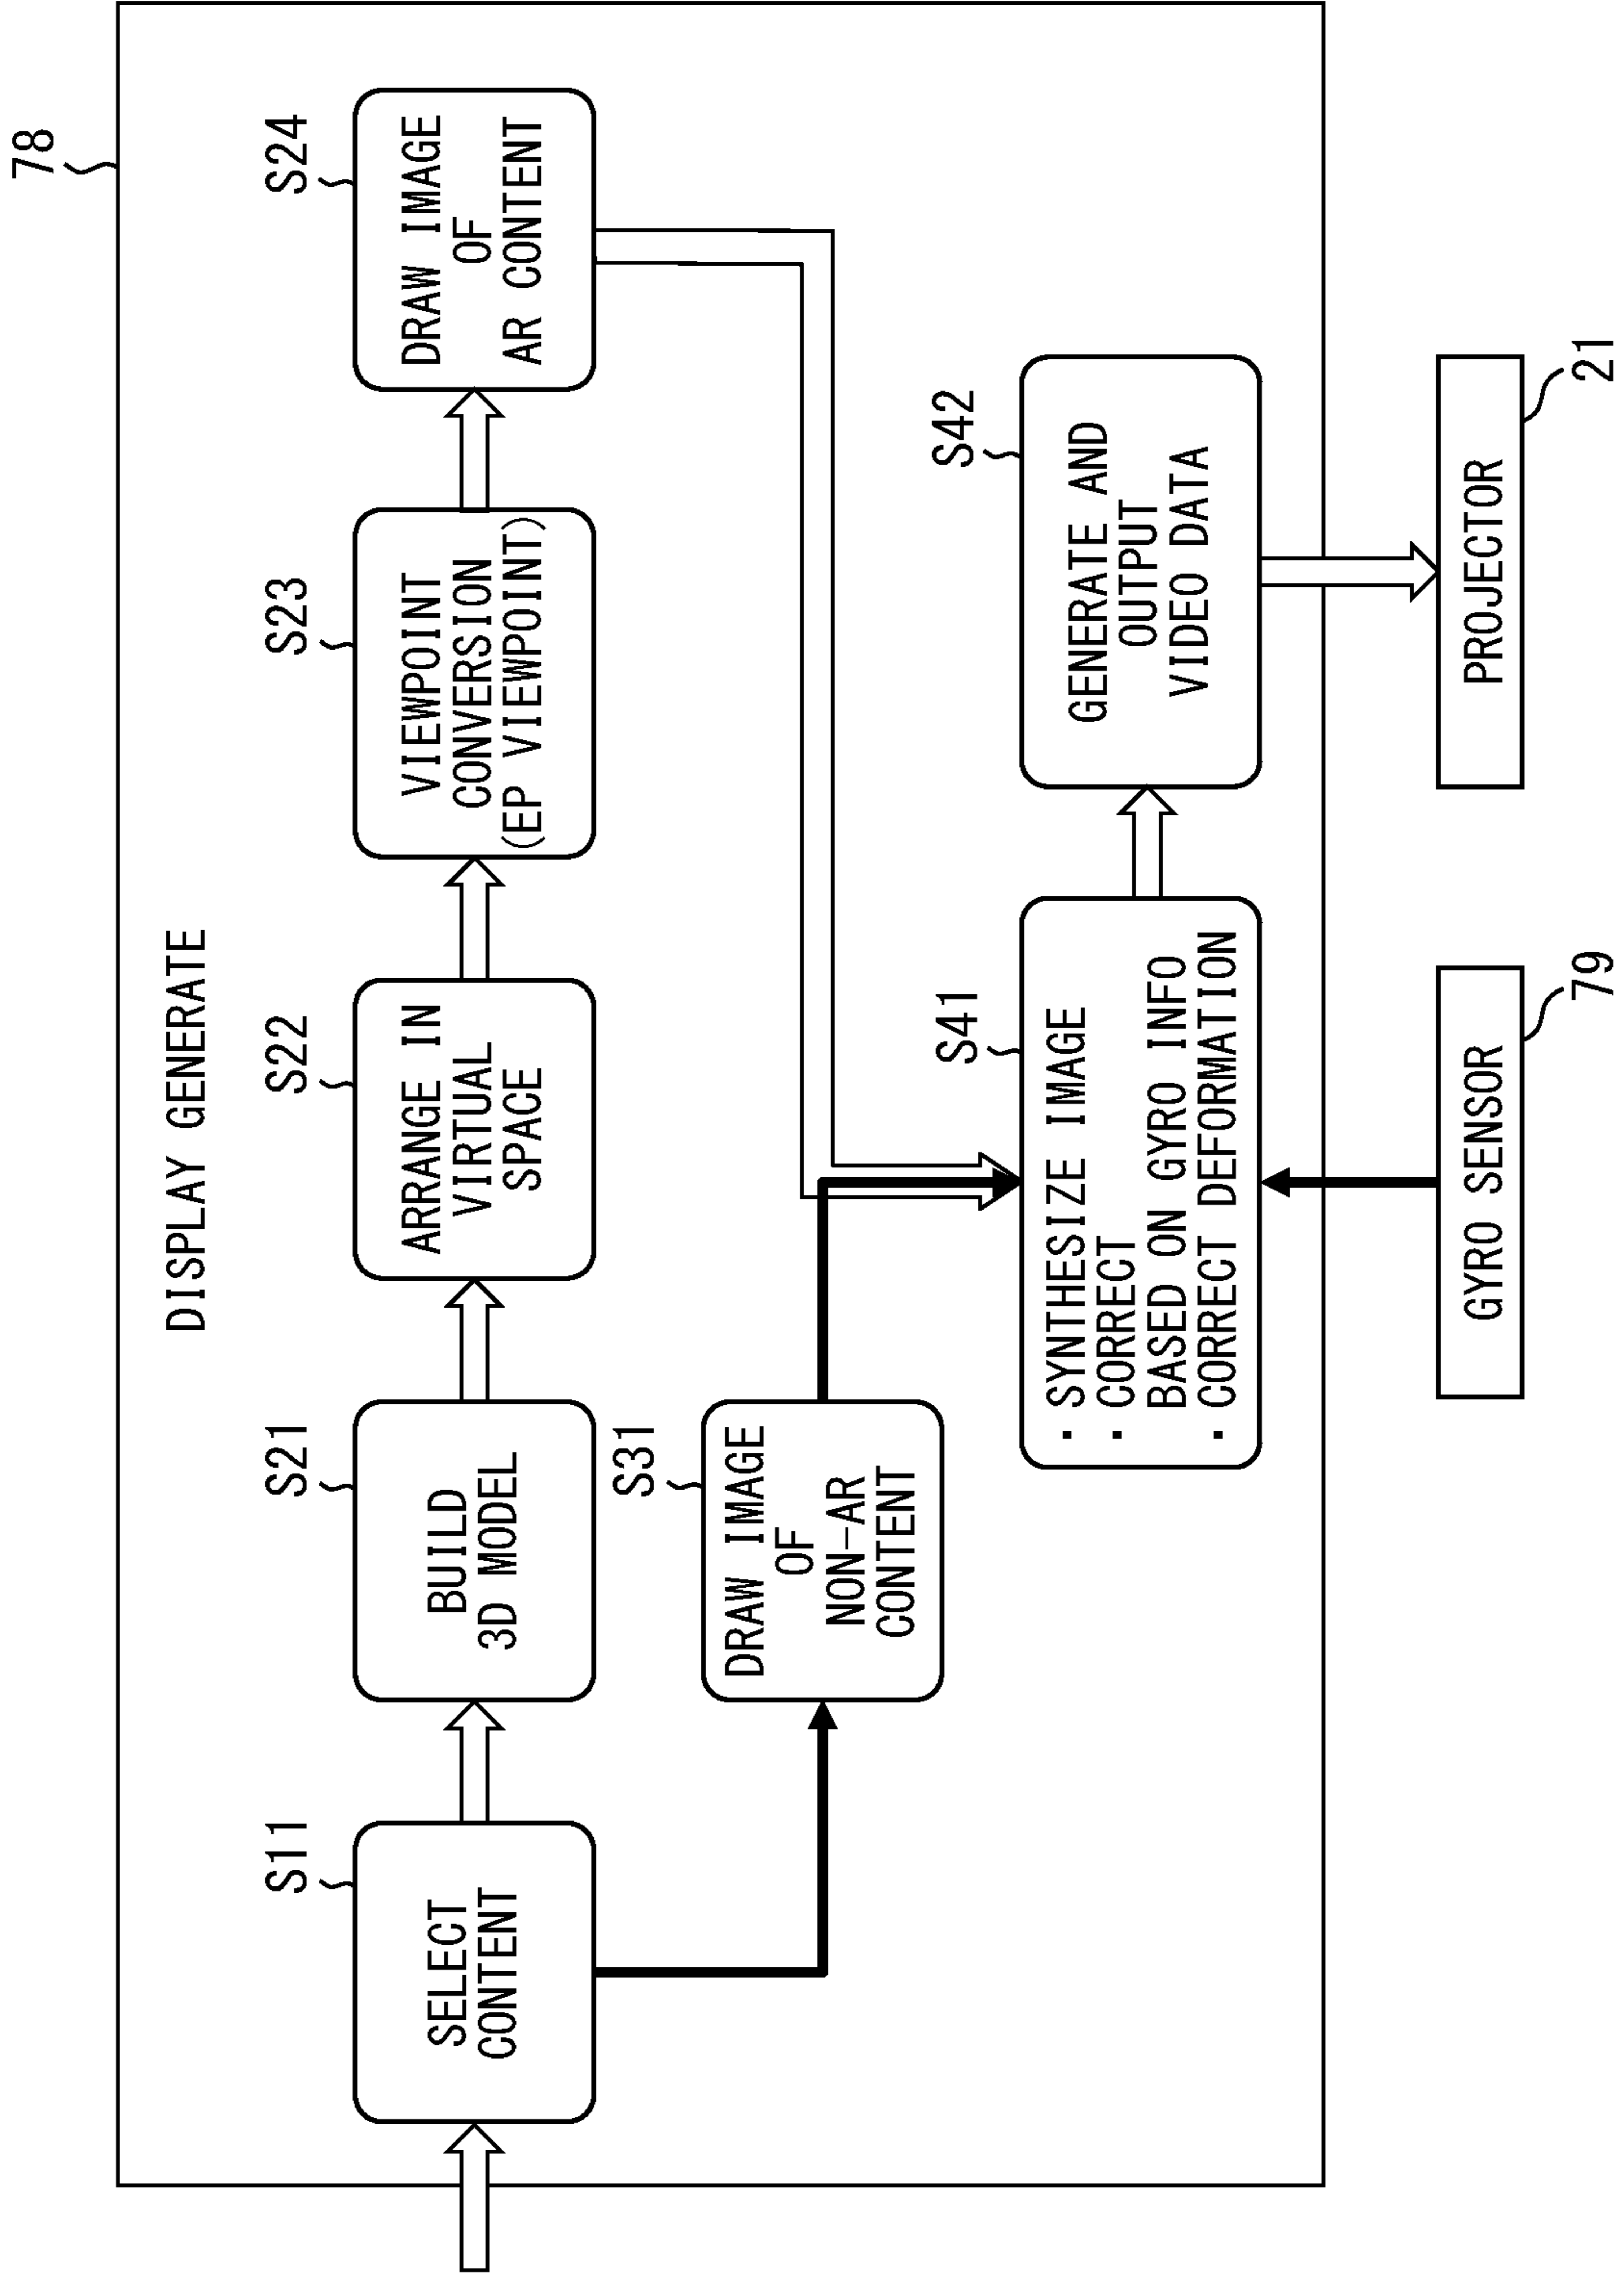 78
DISPLAY GENERATE
S11
SELECT
CONTENT
S21
BUILD
3D MODEL
S22
ARRANGE IN
VIRTUAL
SPACE
S23
VIEWPOINT
CONVERSION
(EP VIEWPOINT)
S24
DRAW IMAGE
OF
AR CONTENT
S31
DRAW IMAGE
OF
NON-AR
CONTENT
S41
· SYNTHESIZE IMAGE
· CORRECT
BASED ON GYRO INFO
· CORRECT DEFORMATION
S42
GENERATE AND
OUTPUT
VIDEO DATA
GYRO SENSOR
79
PROJECTOR
21